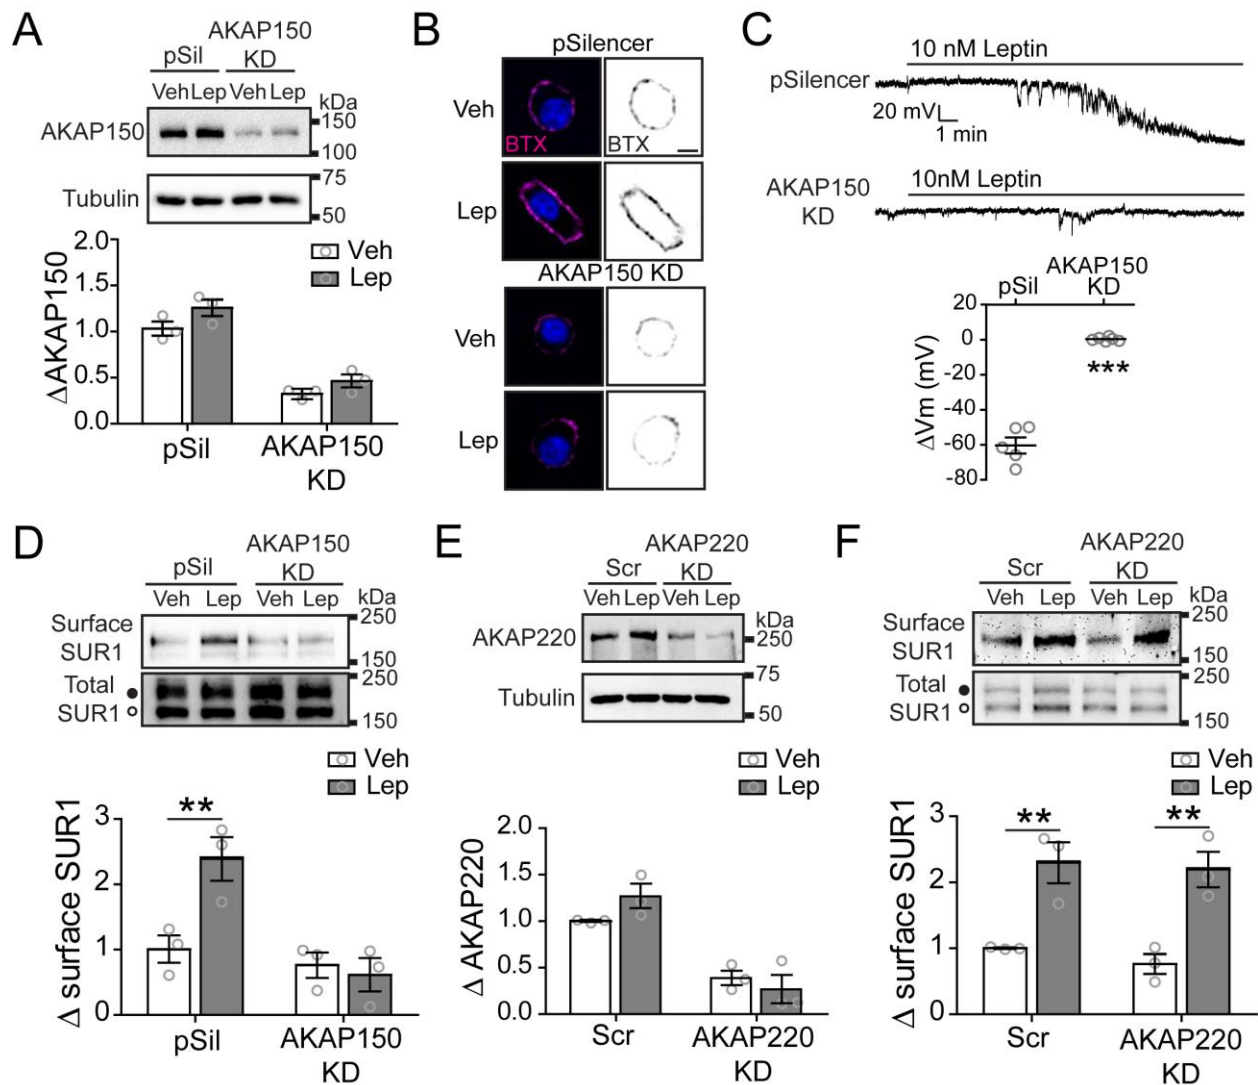 A
AKAP150
pSil KD
Veh Lep Veh Lep
kDa
AKAP150
150
100
Tubulin
75
50
2.0
1.5
1.0
0.5
0.0
ΔAKAP150
Veh
Lep
pSil
AKAP150
KD
B
pSilencer
Veh
BTX
BTX
Lep
AKAP150 KD
Veh
Lep
C
10 nM Leptin
pSilencer
20 mV
1 min
10nM Leptin
AKAP150
KD
AKAP150
pSil KD
20
0
-20
-40
-60
-80
ΔVm (mV)
***
D
AKAP150
pSil KD
Veh Lep Veh Lep
kDa
Surface
SUR1
250
150
Total ●
SUR1 ○
250
150
Veh
Lep
3
2
1
0
Δ surface SUR1
**
pSil
AKAP150
KD
E
AKAP220
Scr KD
Veh Lep Veh Lep
kDa
AKAP220
250
Tubulin
75
50
Veh
Lep
2.0
1.5
1.0
0.5
0.0
Δ AKAP220
Scr
AKAP220
KD
F
AKAP220
Scr KD
Veh Lep Veh Lep
kDa
Surface
SUR1
250
150
Total ●
SUR1 ○
250
150
Veh
Lep
3
2
1
0
Δ surface SUR1
**
**
Scr
AKAP220
KD